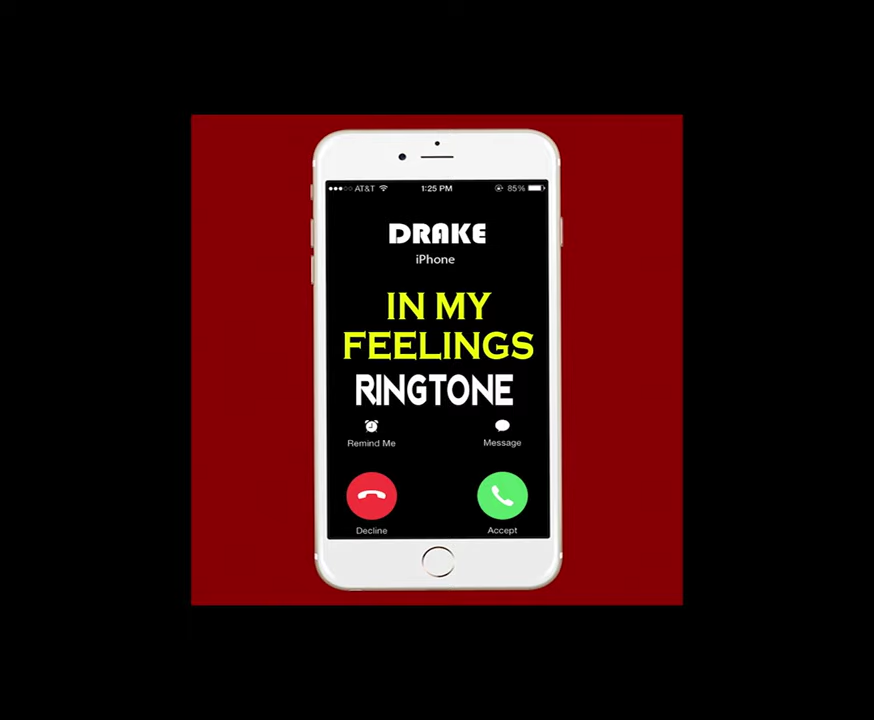 AT&T 1:25 PM 85%
DRAKE
iPhone
IN MY
FEELINGS
RINGTONE
Remind Me Message
Decline Accept